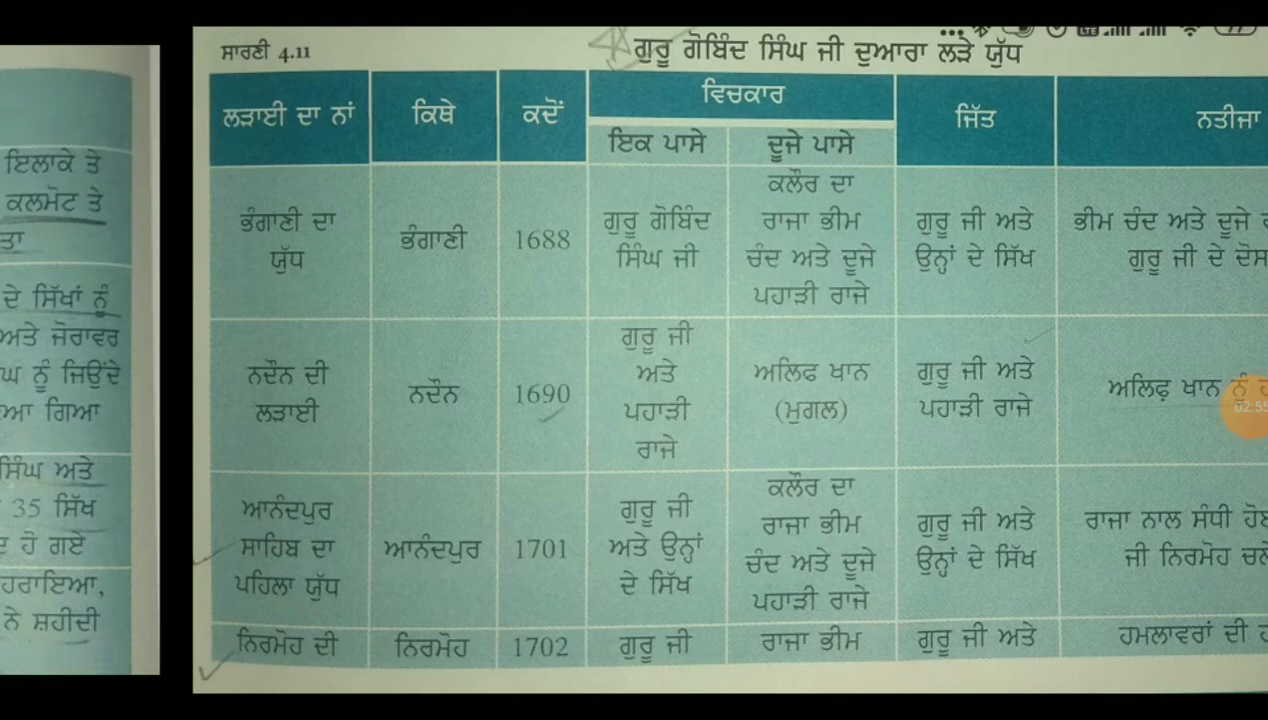 ਇਲਾਕੇ ਤੇ
ਕਲਮੋਟ ਤੇ
ਤਾ
ਦੇ ਸਿੱਖਾਂ ਨੂੰ
ਅਤੇ ਜੋਰਾਵਰ
ਘ ਨੂੰ ਜਿਉਂਦੇ
ਆ ਗਿਆ
ਸਿੰਘ ਅਤੇ
35 ਸਿੱਖ
ਹੋ ਗਏ
ਹਰਾਇਆ,
ਨੇ ਸ਼ਹੀਦੀ
ਸਾਰਣੀ 4.11
ਗੁਰੂ ਗੋਬਿੰਦ ਸਿੰਘ ਜੀ ਦੁਆਰਾ ਲੜੇ ਯੁੱਧ
ਲੜਾਈ ਦਾ ਨਾਂ
ਕਿਥੇ
ਕਦੋਂ
ਵਿਚਕਾਰ
ਇਕ ਪਾਸੇ
ਦੂਜੇ ਪਾਸੇ
ਜਿੱਤ
ਨਤੀਜਾ
ਭੰਗਾਣੀ ਦਾ
ਯੁੱਧ
ਭੰਗਾਣੀ
1688
ਗੁਰੂ ਗੋਬਿੰਦ
ਸਿੰਘ ਜੀ
ਕਲੌਰ ਦਾ
ਰਾਜਾ ਭੀਮ
ਚੰਦ ਅਤੇ ਦੂਜੇ
ਪਹਾੜੀ ਰਾਜੇ
ਗੁਰੂ ਜੀ ਅਤੇ
ਉਨ੍ਹਾਂ ਦੇ ਸਿੱਖ
ਭੀਮ ਚੰਦ ਅਤੇ ਦੂਜੇ
ਗੁਰੂ ਜੀ ਦੇ ਦੋਸ
ਨਦੌਨ ਦੀ
ਲੜਾਈ
ਨਦੌਨ
1690
ਗੁਰੂ ਜੀ
ਅਤੇ
ਪਹਾੜੀ
ਰਾਜੇ
ਅਲਿਫ ਖਾਨ
(ਮੁਗਲ)
ਗੁਰੂ ਜੀ ਅਤੇ
ਪਹਾੜੀ ਰਾਜੇ
ਅਲਿਫ਼ ਖਾਨ ਨੂੰ
02:55
ਆਨੰਦਪੁਰ
ਸਾਹਿਬ ਦਾ
ਪਹਿਲਾ ਯੁੱਧ
ਆਨੰਦਪੁਰ
1701
ਗੁਰੂ ਜੀ
ਅਤੇ ਉਨ੍ਹਾਂ
ਦੇ ਸਿੱਖ
ਕਲੌਰ ਦਾ
ਰਾਜਾ ਭੀਮ
ਚੰਦ ਅਤੇ ਦੂਜੇ
ਪਹਾੜੀ ਰਾਜੇ
ਗੁਰੂ ਜੀ ਅਤੇ
ਉਨ੍ਹਾਂ ਦੇ ਸਿੱਖ
ਰਾਜਾ ਨਾਲ ਸੰਧੀ ਹੋਈ
ਜੀ ਨਿਰਮੋਹ ਚਲੇ
ਨਿਰਮੋਹ ਦੀ
ਨਿਰਮੋਹ
1702
ਗੁਰੂ ਜੀ
ਰਾਜਾ ਭੀਮ
ਗੁਰੂ ਜੀ ਅਤੇ
ਹਮਲਾਵਰਾਂ ਦੀ